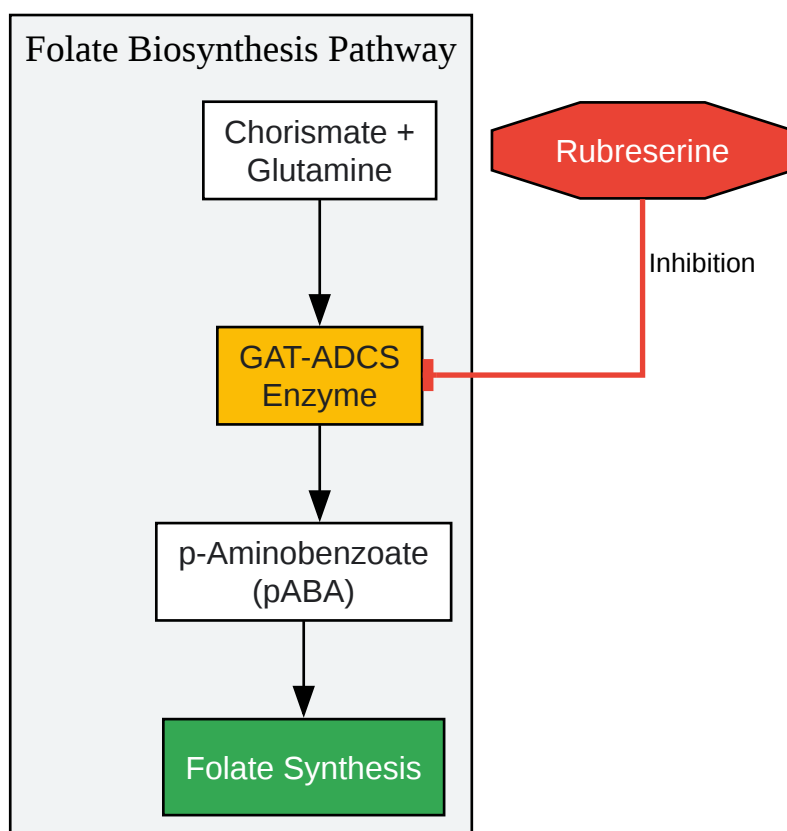 Folate Biosynthesis Pathway
Chorismate +
Glutamine
Rubreserine
Inhibition
GAT-ADCS
Enzyme
p-Aminobenzoate
(pABA)
Folate Synthesis